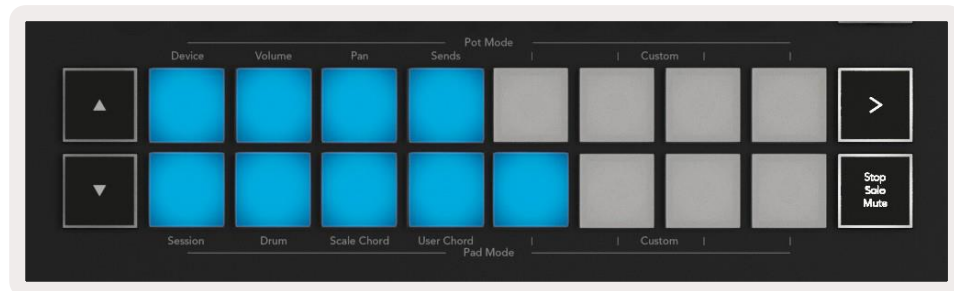 Pot Mode
Device Volume Pan Sends Custom
▲ >
▼ Stop
Solo
Mute
Session Drum Scale Chord User Chord Custom
Pad Mode